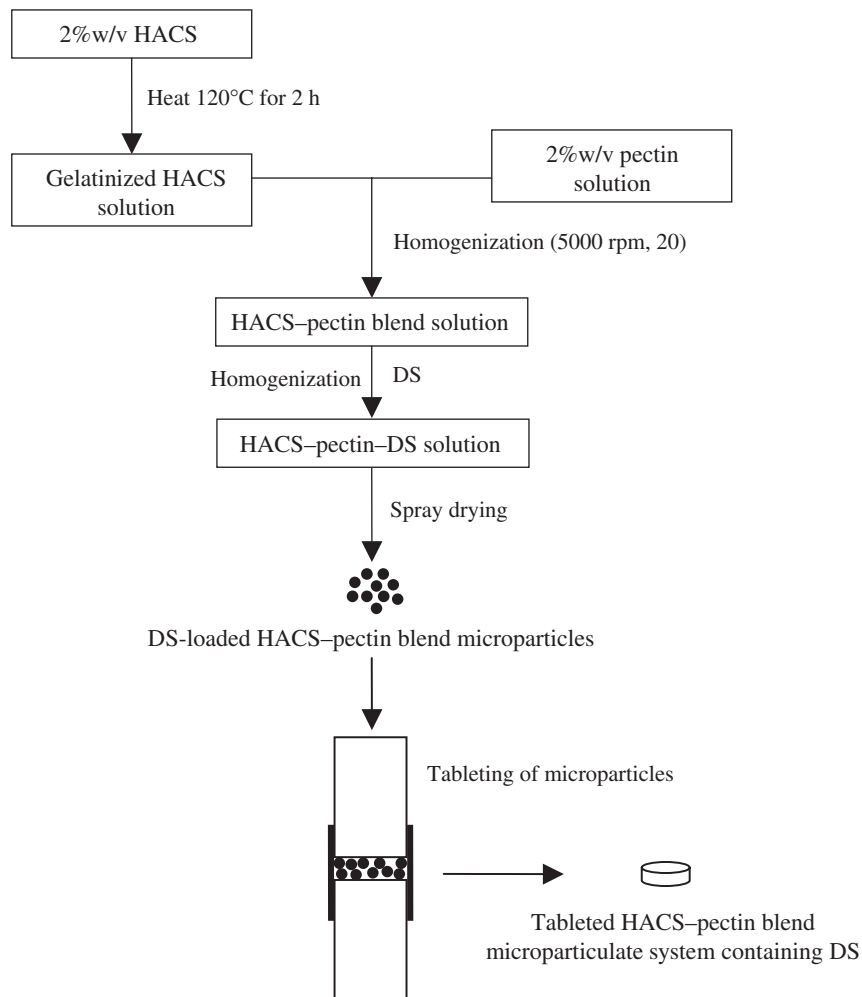 2%w/v HACS
Heat 120°C for 2 h
Gelatinized HACS
solution
2%w/v pectin
solution
Homogenization (5000 rpm, 20)
HACS–pectin blend solution
Homogenization
DS
HACS–pectin–DS solution
Spray drying
DS-loaded HACS–pectin blend microparticles
Tableting of microparticles
Tableted HACS–pectin blend
microparticulate system containing DS